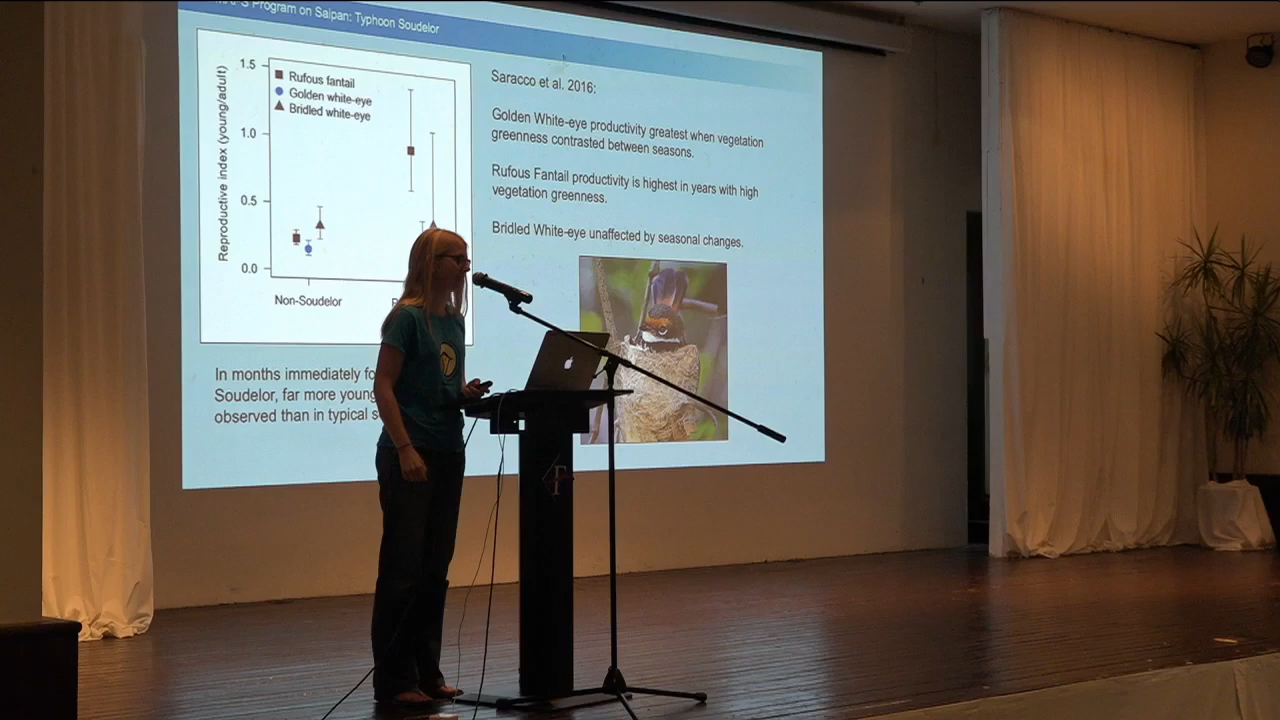 Program on Saipan: Typhoon Soudelor
1.5
1.0
0.5
0.0
Reproductive index (young/adult)
Rufous fantail
Golden white-eye
Bridled white-eye
Non-Soudelor
In months immediately
Soudelor, far more young
observed than in typical
Saracco et al. 2016:
Golden White-eye productivity greatest when vegetation
greenness contrasted between seasons.
Rufous Fantail productivity is highest in years with high
vegetation greenness.
Bridled White-eye unaffected by seasonal changes.
F